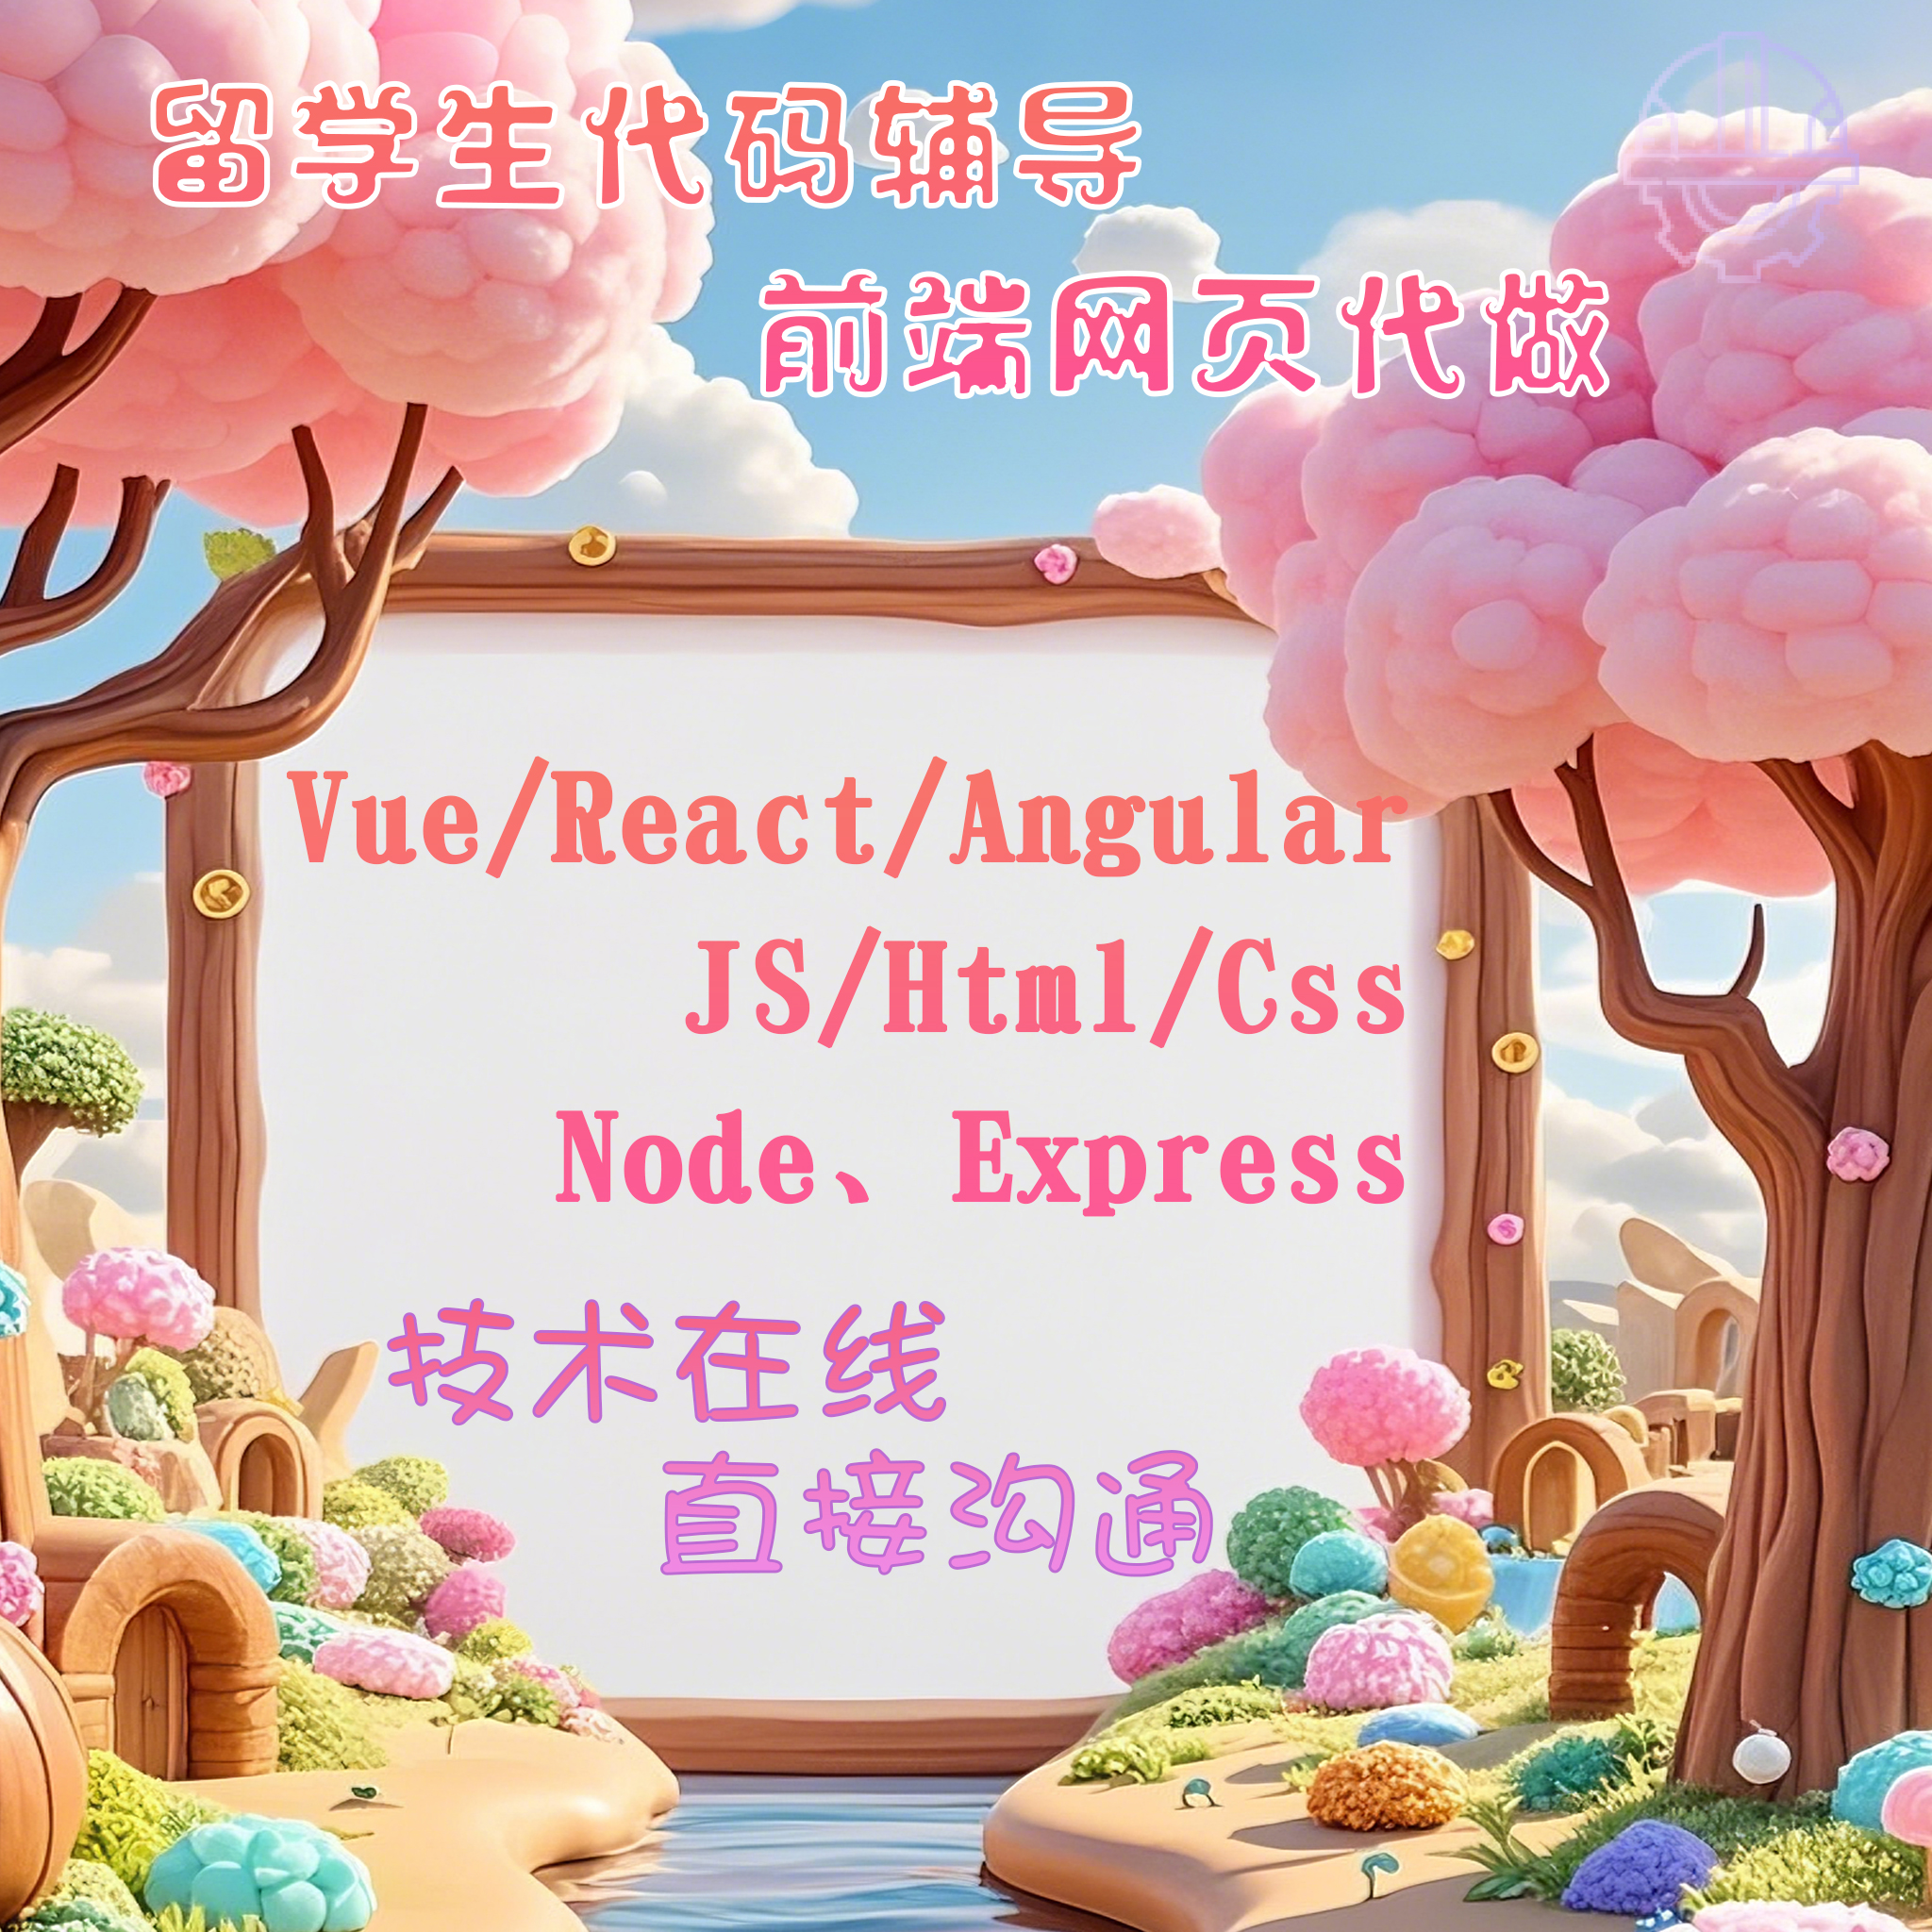 留学生代码辅导
前端网页代做
Vue/React/Angular
JS/Html/Css
Node、Express
技术在线
直接沟通